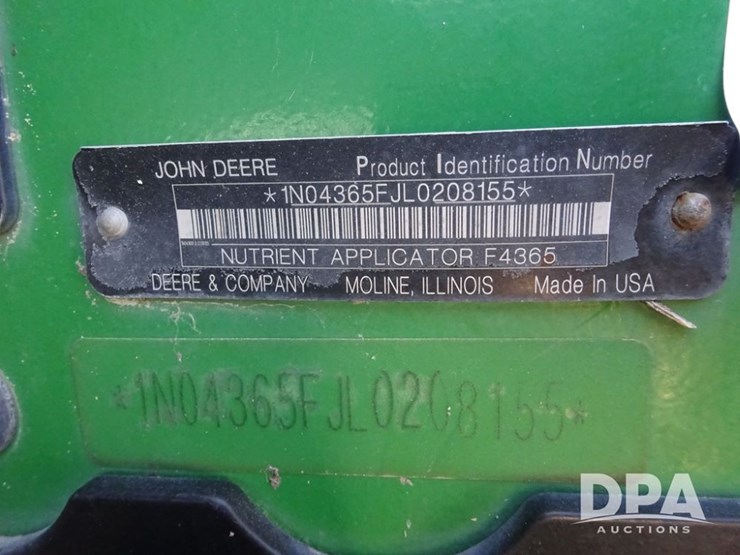 JOHN DEERE Product Identification Number
*1N04365FJL0208155*
NUTRIENT APPLICATOR F4365
DEERE & COMPANY MOLINE, ILLINOIS Made In USA
*1N04365FJL0208155*
DPA
AUCTIONS